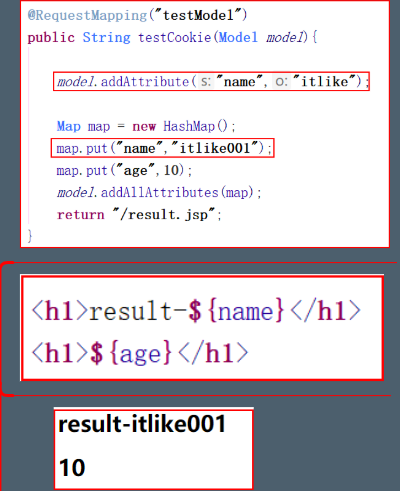 @RequestMapping("testModel")
public String testCookie(Model model){
model.addAttribute( s: "name", o: "itlike");
Map map = new HashMap();
map.put("name","itlike001");
map.put("age",10);
model.addAllAttributes(map);
return "/result.jsp";
}
<h1>result-${name}</h1>
<h1>${age}</h1>
result-itlike001
10